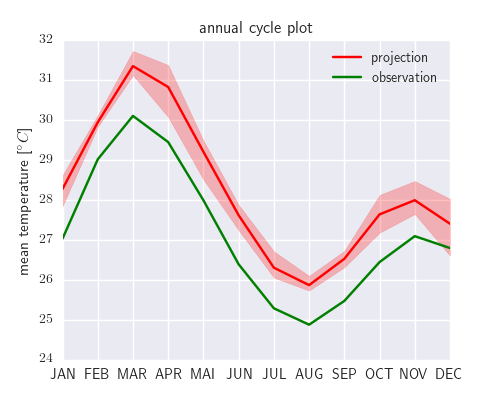 annual cycle plot
projection
observation
mean temperature [°C]
32
31
30
29
28
27
26
25
24
JAN FEB MAR APR MAI JUN JUL AUG SEP OCT NOV DEC